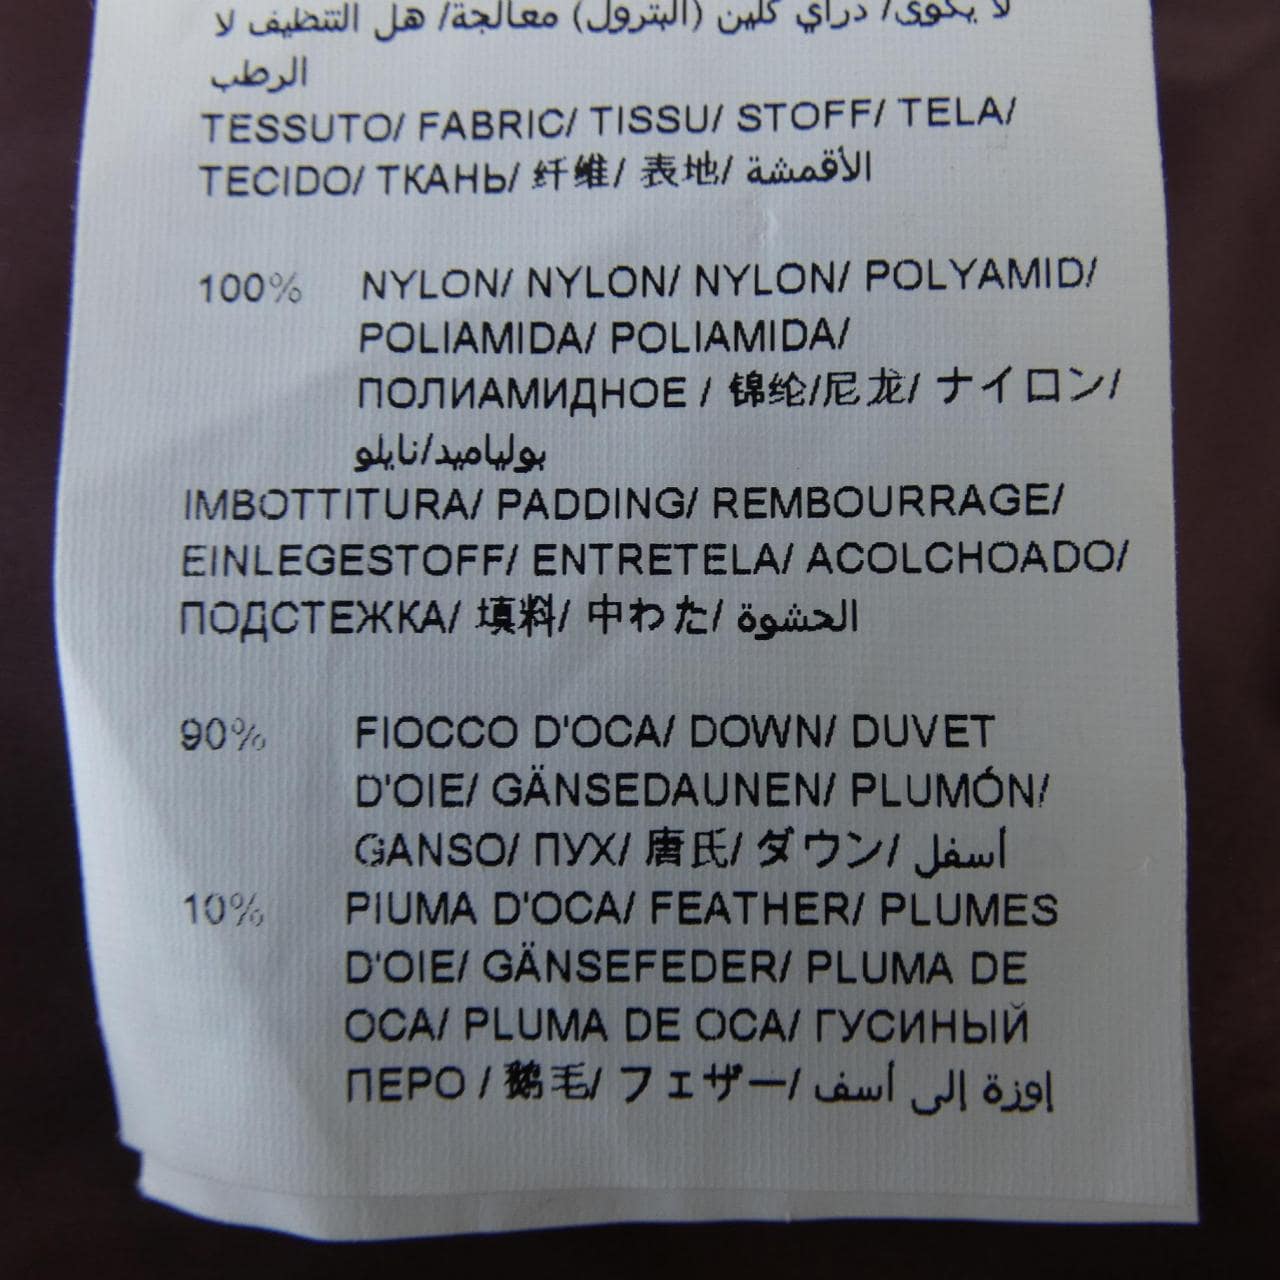 لا يكوى/ دراي كلين (البترول) معالجة/ هل التنظيف لا
الرطب
TESSUTO/ FABRIC/ TISSU/ STOFF/ TELA/
TECIDO/ ТКАНЬ/ 纤维/ 表地/ الأقمشة
100% NYLON/ NYLON/ NYLON/ POLYAMID/
POLIAMIDA/ POLIAMIDA/
ПОЛИАМИДНОЕ / 锦纶/尼龙/ ナイロン/
بولياميد/نايلو
IMBOTTITURA/ PADDING/ REMBOURRAGE/
EINLEGESTOFF/ ENTRETELA/ ACOLCHOADO/
ПОДСТЕЖКА/ 填料/ 中わた/ الحشوة
90% FIOCCO D'OCA/ DOWN/ DUVET
D'OIE/ GÄNSEDAUNEN/ PLUMÓN/
GANSO/ ПУХ/ 唐氏/ ダウン/ أسفل
10% PIUMA D'OCA/ FEATHER/ PLUMES
D'OIE/ GÄNSEFEDER/ PLUMA DE
OCA/ PLUMA DE OCA/ ГУСИНЫЙ
ПЕРО / 鹅毛/ フェザー/ إوزة إلى أسف